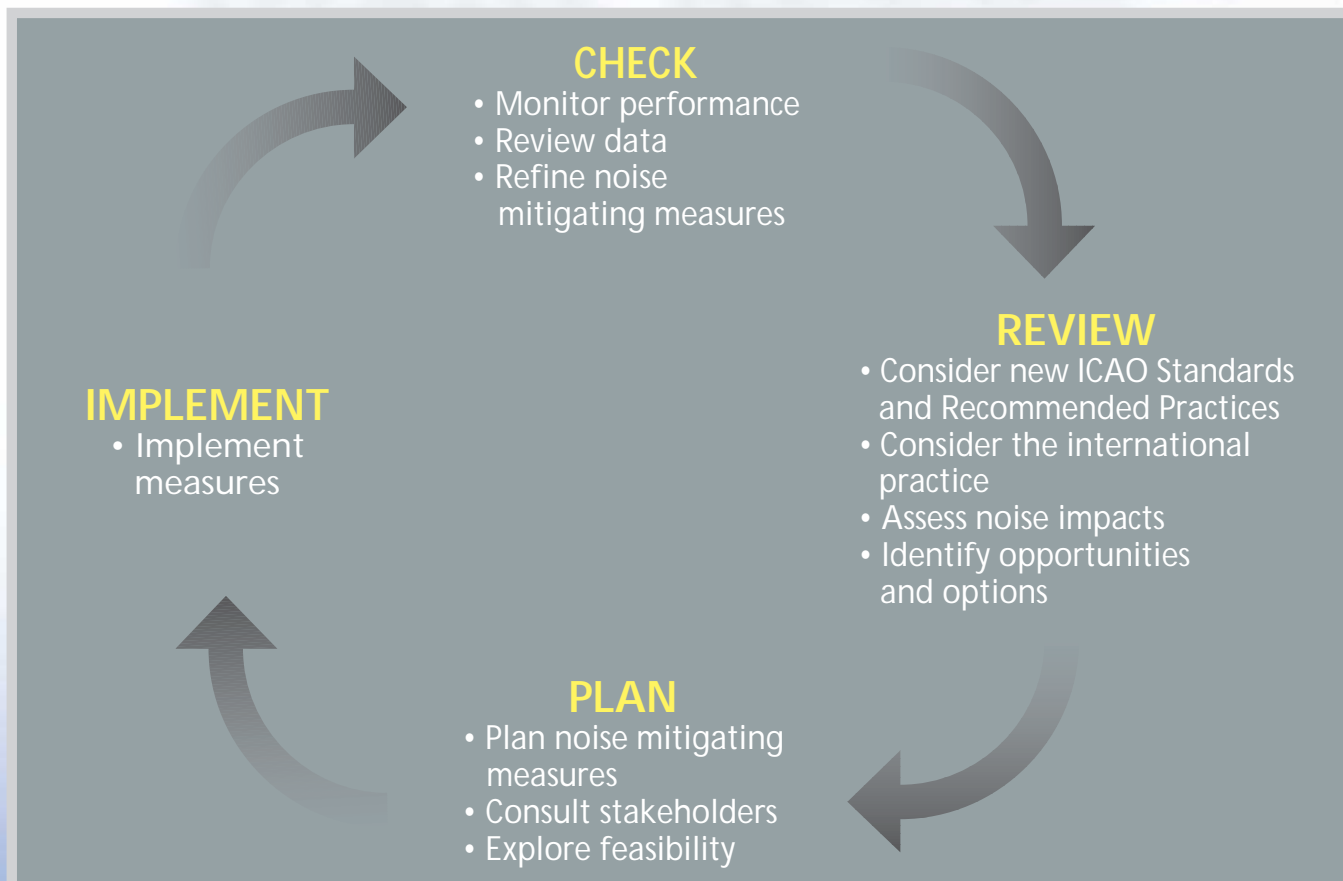 CHECK
• Monitor performance
• Review data
• Refine noise
mitigating measures
REVIEW
• Consider new ICAO Standards
and Recommended Practices
• Consider the international
practice
• Assess noise impacts
• Identify opportunities
and options
PLAN
• Plan noise mitigating
measures
• Consult stakeholders
• Explore feasibility
IMPLEMENT
• Implement
measures